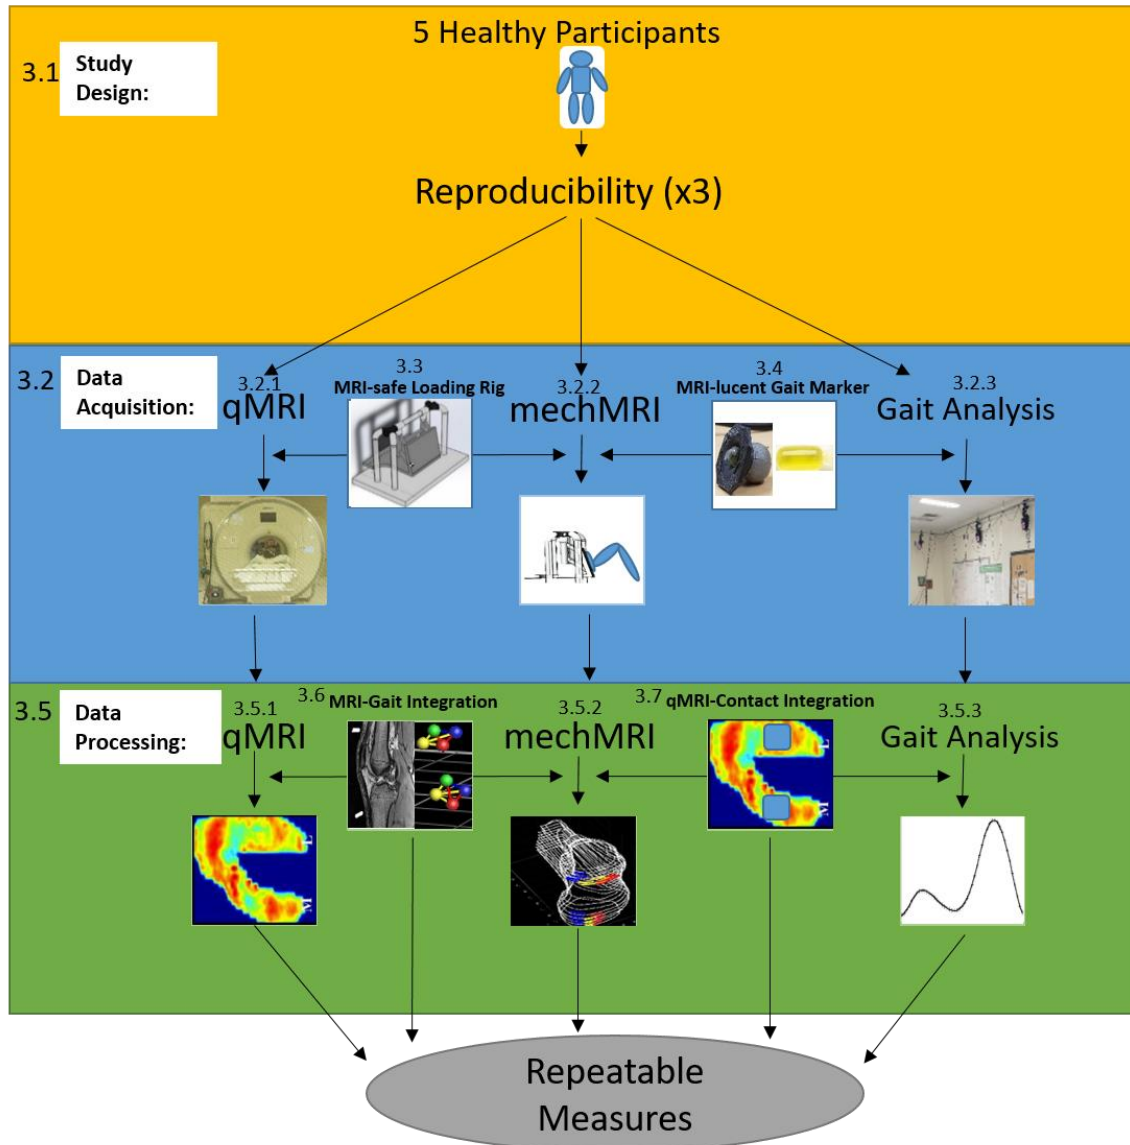 5 Healthy Participants
3.1
Study
Design:
Reproducibility (x3)
3.2
Data
Acquisition:
3.2.1
qMRI
3.3
MRI-safe Loading Rig
3.2.2
mechMRI
3.4
MRI-lucent Gait Marker
3.2.3
Gait Analysis
3.5
Data
Processing:
3.5.1
qMRI
3.6
MRI-Gait Integration
3.5.2
mechMRI
3.7
qMRI-Contact Integration
3.5.3
Gait Analysis
L
M
L
M
Repeatable
Measures